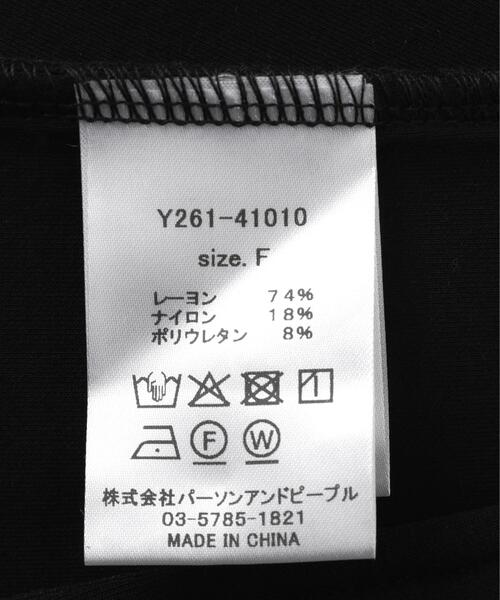 Y261-41010
size. F
レーヨン 74%
ナイロン 18%
ポリウレタン 8%
F W
株式会社パーソンアンドピープル
03-5785-1821
MADE IN CHINA